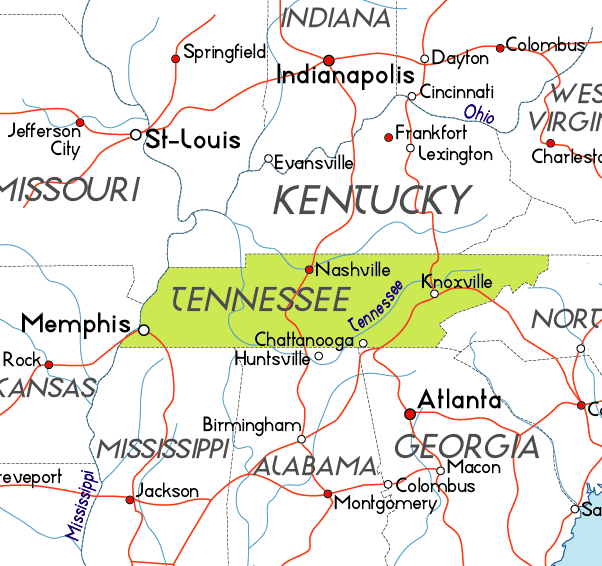 INDIANA
Springfield
Indianapolis
Dayton
Colombus
Cincinnati
Ohio
WES
VIRGIN
Jefferson
City
St-Louis
Frankfort
Lexington
Charlesto
Evansville
MISSOURI
KENTUCKY
Nashville
Knoxville
TENNESSEE
Tennessee
Memphis
Chattanooga
Huntsville
NORT
Rock
KANSAS
Atlanta
C
Birmingham
MISSISSIPPI
ALABAMA
GEORGIA
Macon
reveport
Mississippi
Jackson
Colombus
Montgomery
Sa